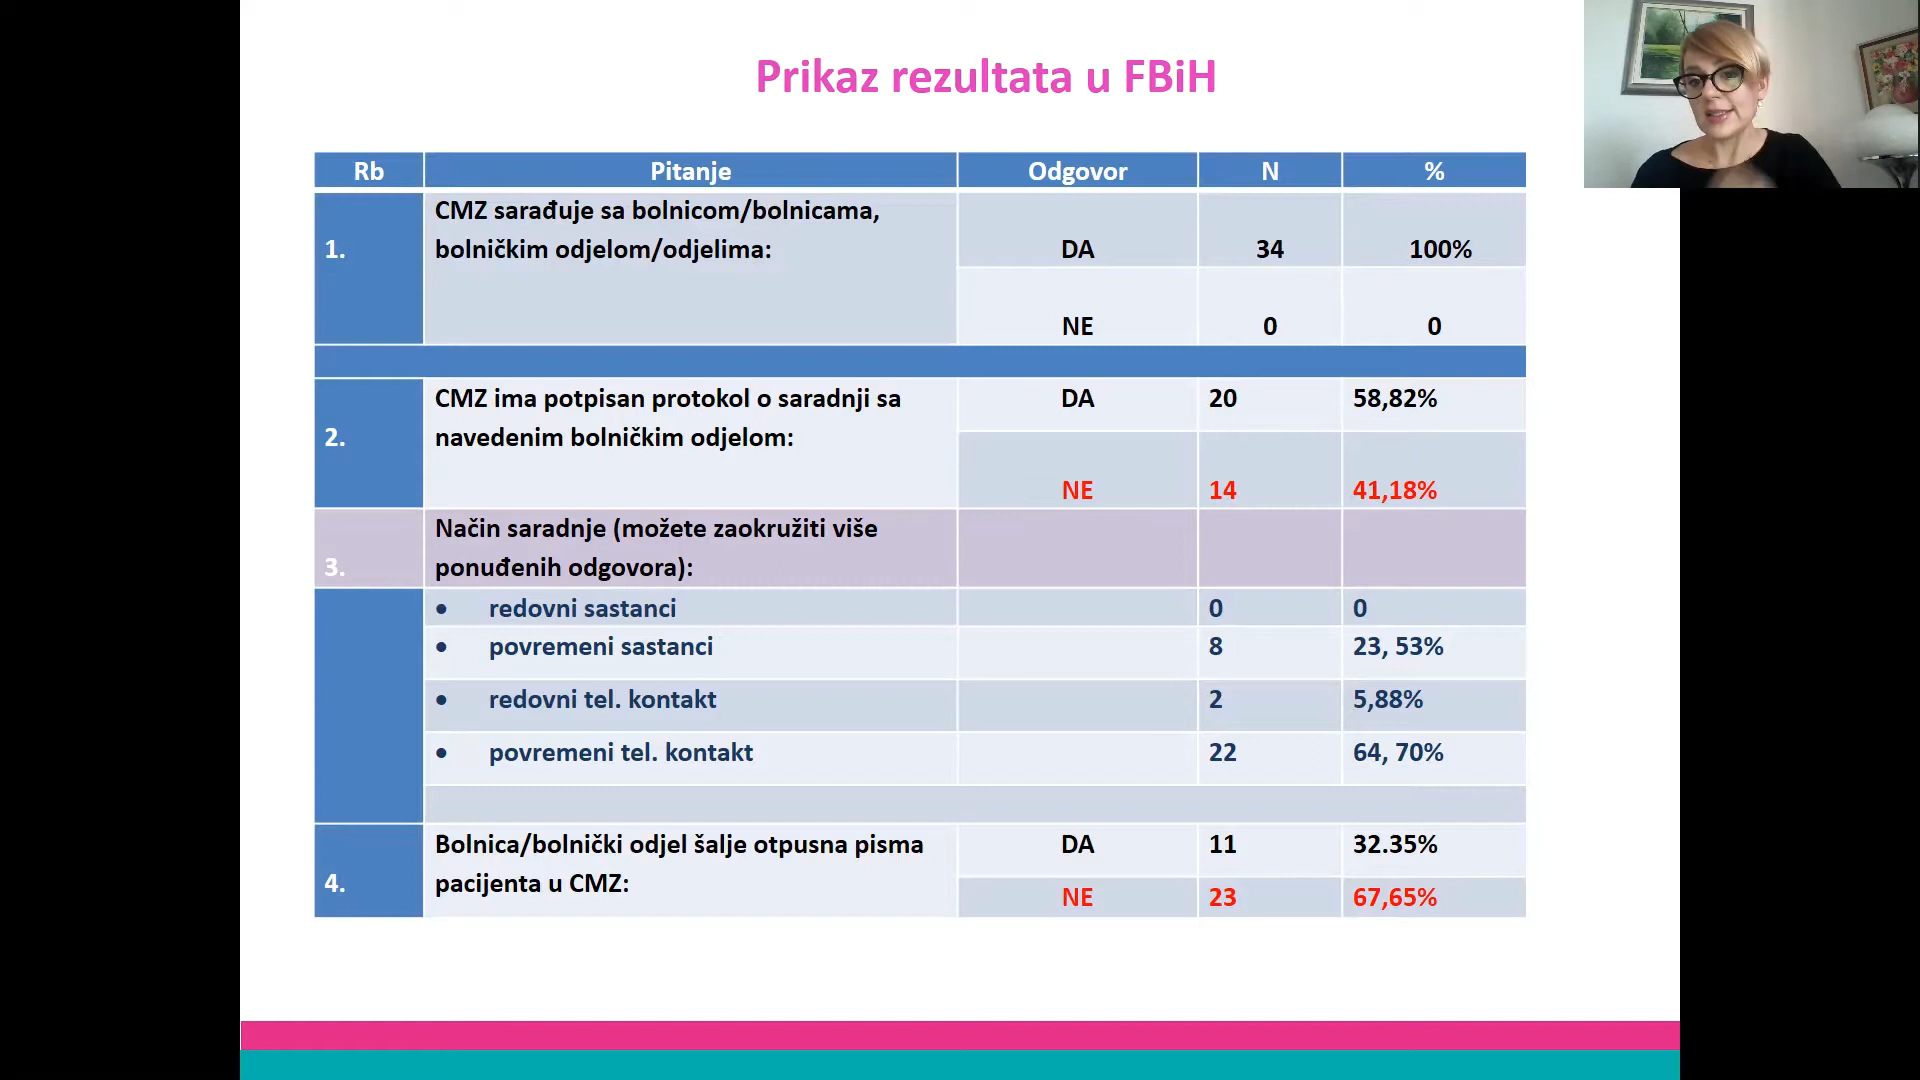 Prikaz rezultata u FBiH
Rb Pitanje Odgovor N %
1. CMZ sarađuje sa bolnicom/bolnicama,
bolničkim odjelom/odjelima: DA 34 100%
NE 0 0
2. CMZ ima potpisan protokol o saradnji sa DA 20 58,82%
navedenim bolničkim odjelom:
NE 14 41,18%
3. Način saradnje (možete zaokružiti više
ponuđenih odgovora):
• redovni sastanci 0 0
• povremeni sastanci 8 23, 53%
• redovni tel. kontakt 2 5,88%
• povremeni tel. kontakt 22 64, 70%
4. Bolnica/bolnički odjel šalje otpusna pisma DA 11 32.35%
pacijenta u CMZ: NE 23 67,65%